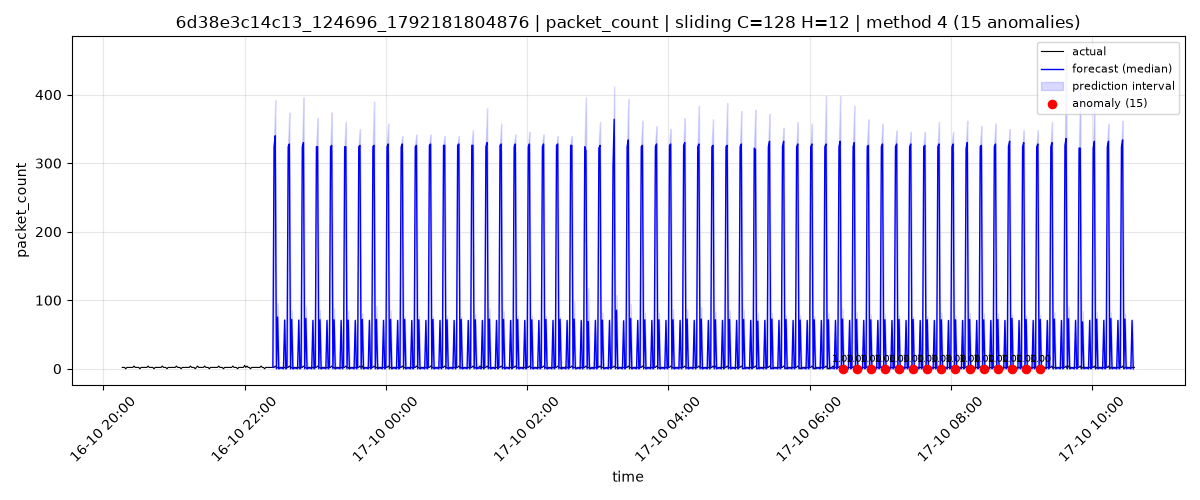 6d38e3c14c13_124696_1792181804876 | packet_count | sliding C=128 H=12 | method 4 (15 anomalies)
actual
forecast (median)
prediction interval
anomaly (15)
packet_count
400
300
200
100
0
16-10 20:00
16-10 22:00
17-10 00:00
17-10 02:00
17-10 04:00
17-10 06:00
17-10 08:00
17-10 10:00
time